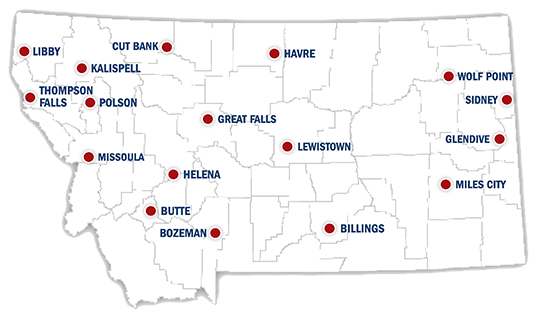 CUT BANK
LIBBY
HAVRE
KALISPELL
WOLF POINT
THOMPSON
FALLS
POLSON
SIDNEY
GREAT FALLS
GLENDIVE
LEWISTOWN
MISSOULA
HELENA
MILES CITY
BUTTE
BOZEMAN
BILLINGS